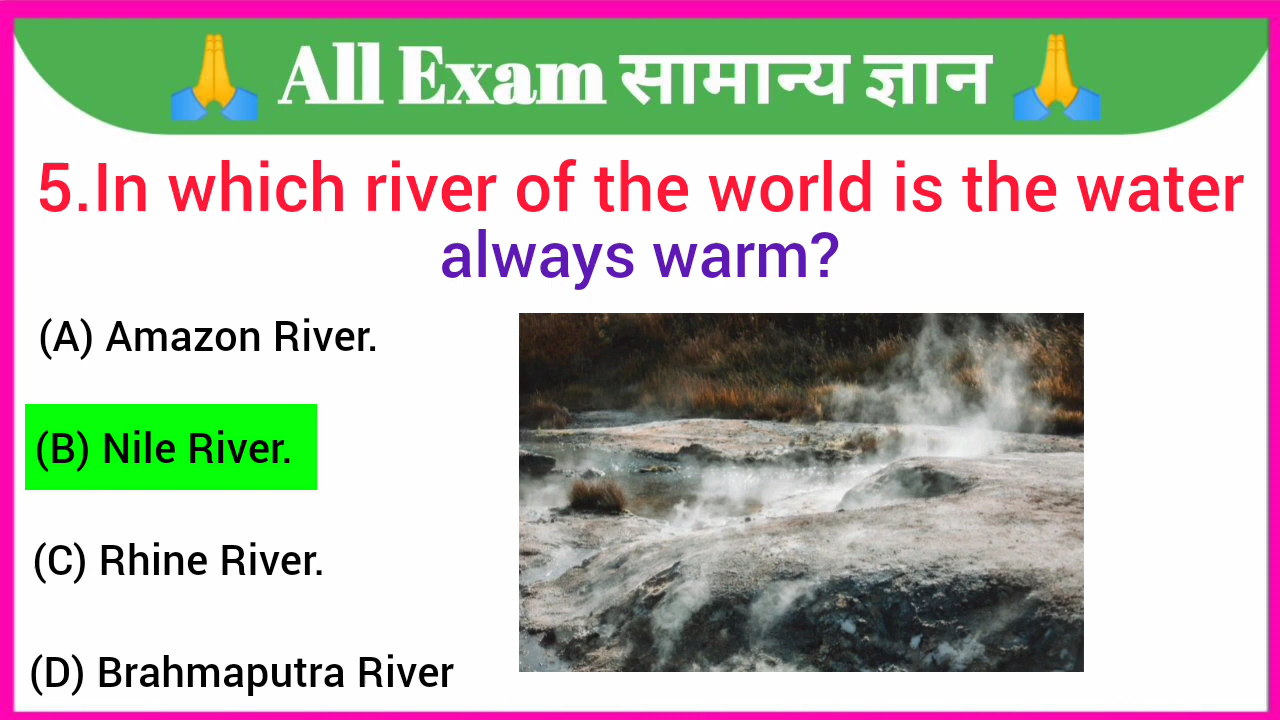 🙏 All Exam सामान्य ज्ञान 🙏
5.In which river of the world is the water
always warm?
(A) Amazon River.
(B) Nile River.
(C) Rhine River.
(D) Brahmaputra River